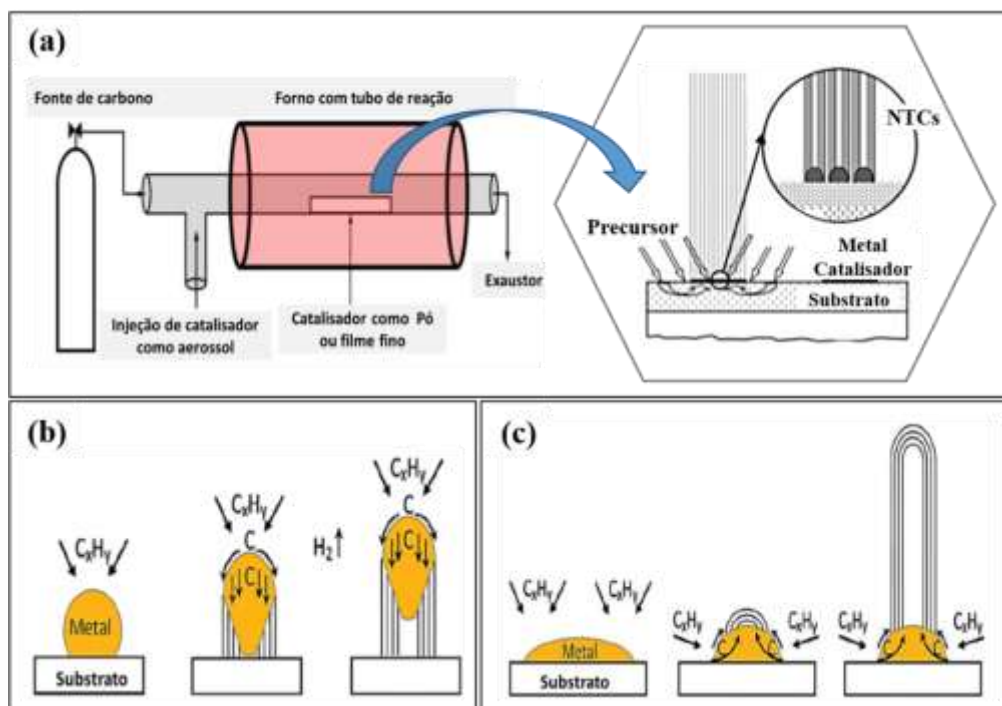 (a)
Fonte de carbono
Forno com tubo de reação
Injeção de catalisador
como aerossol
Catalisador como Pó
ou filme fino
Exaustor
NTCs
Precursor
Metal
Catalisador
Substrato
(b)
CxHy
Metal
Substrato
CxHy
C
C
H2
CxHy
C
C
(c)
CxHy
CxHy
Metal
Substrato
CxHy
CxHy
C
CxHy
CxHy
C
C